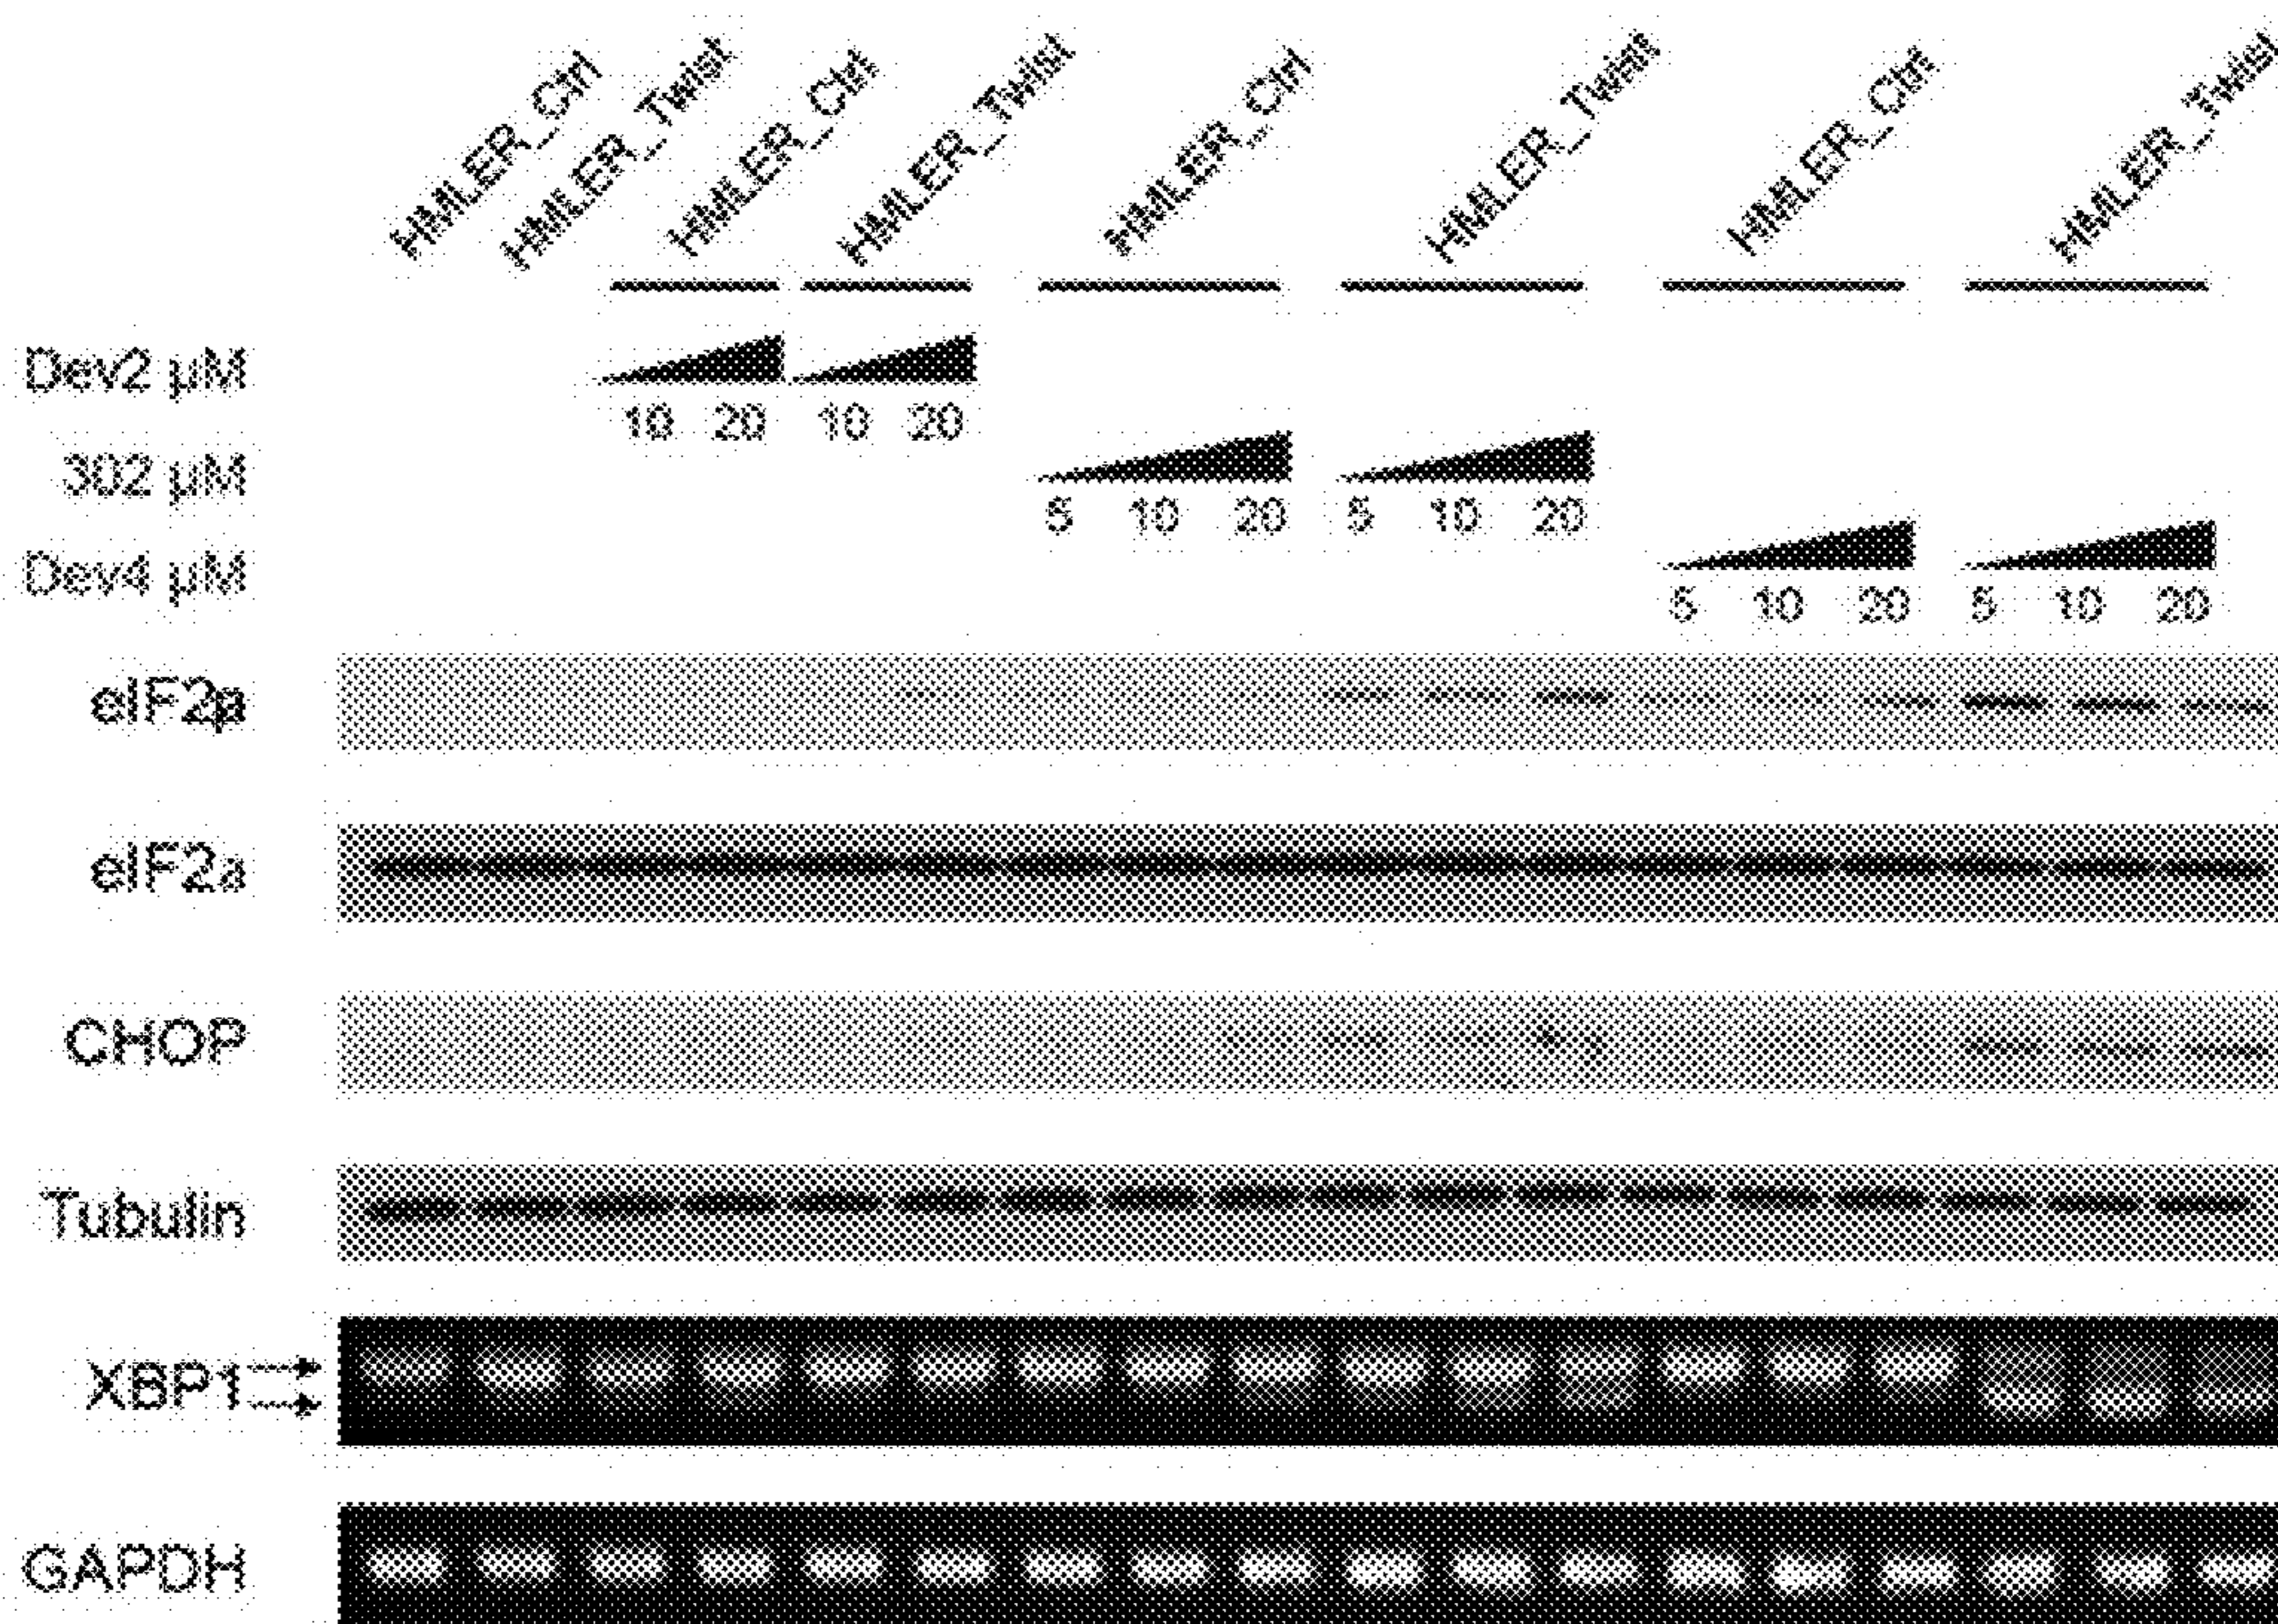 HMLER_Ctrl HMLER_Twist HMLER_Ctrl HMLER_Twist HMLER_Ctrl HMLER_Twist HMLER_Ctrl HMLER_Twist
Dev2 µM
10 20 10 20
302 µM
5 10 20 5 10 20
Dev4 µM
5 10 20 5 10 20
eIF2a
p
eIF2a
CHOP
Tubulin
XBP1
GAPDH